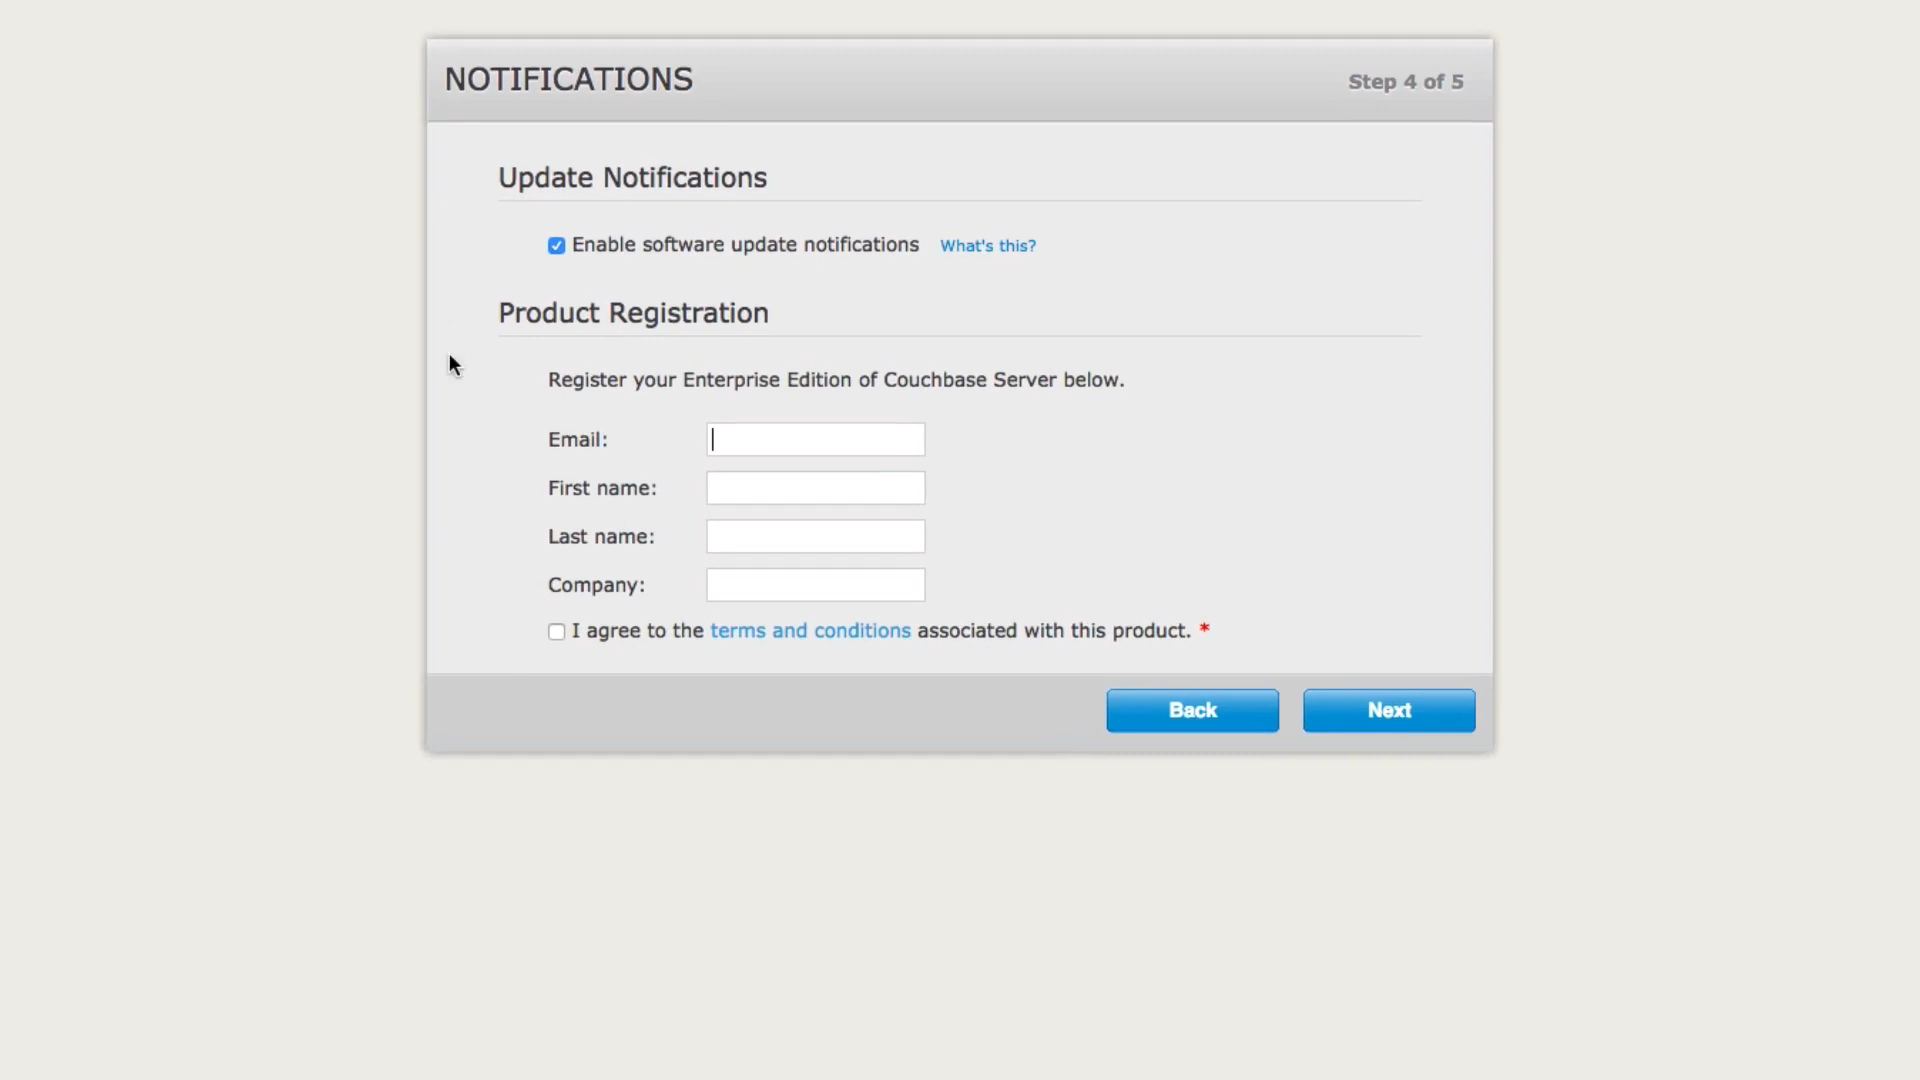 NOTIFICATIONS
Step 4 of 5
Update Notifications
Enable software update notifications What's this?
Product Registration
Register your Enterprise Edition of Couchbase Server below.
Email:
First name:
Last name:
Company:
I agree to the terms and conditions associated with this product. *
Back Next